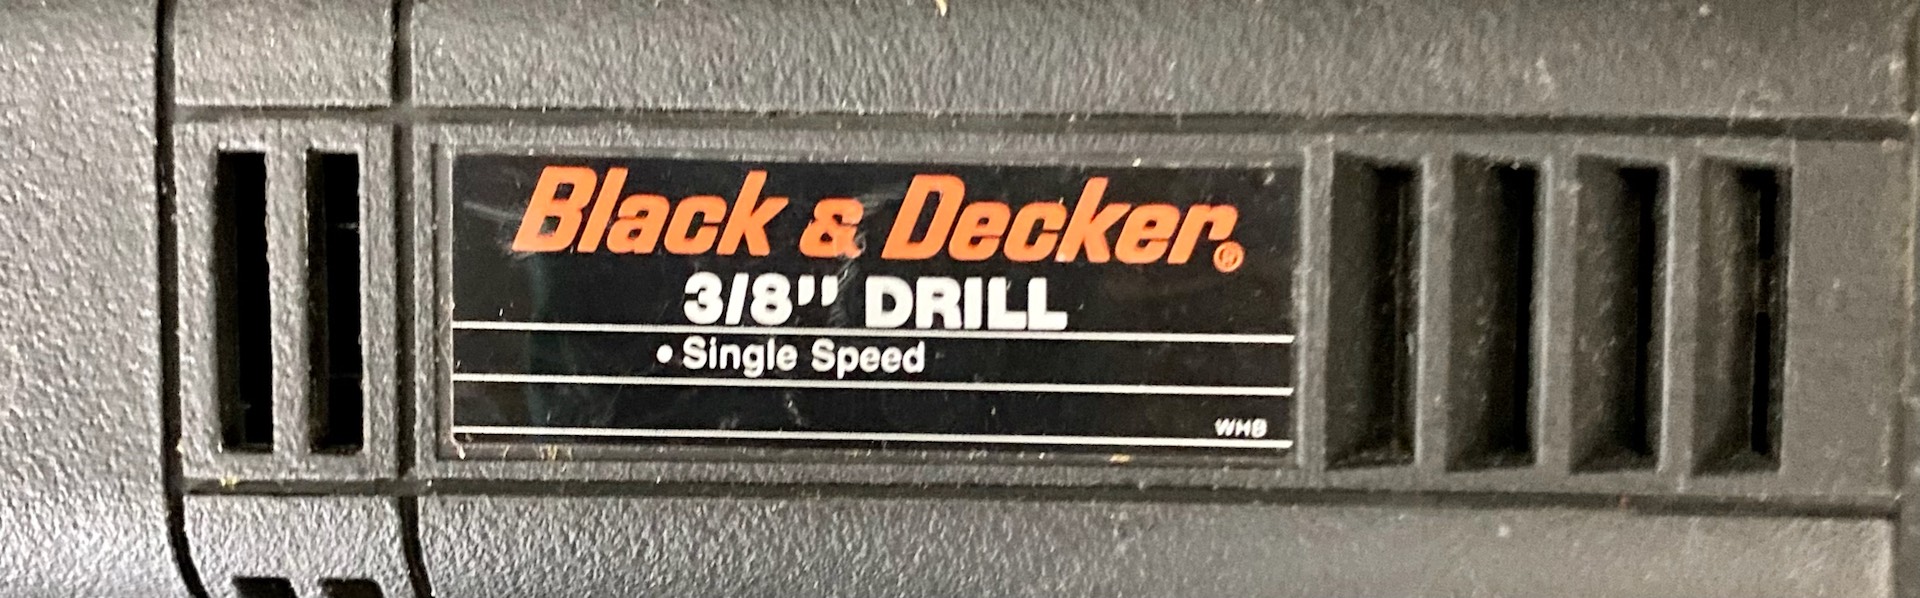 Black & Decker®
3/8" DRILL
• Single Speed
WHB